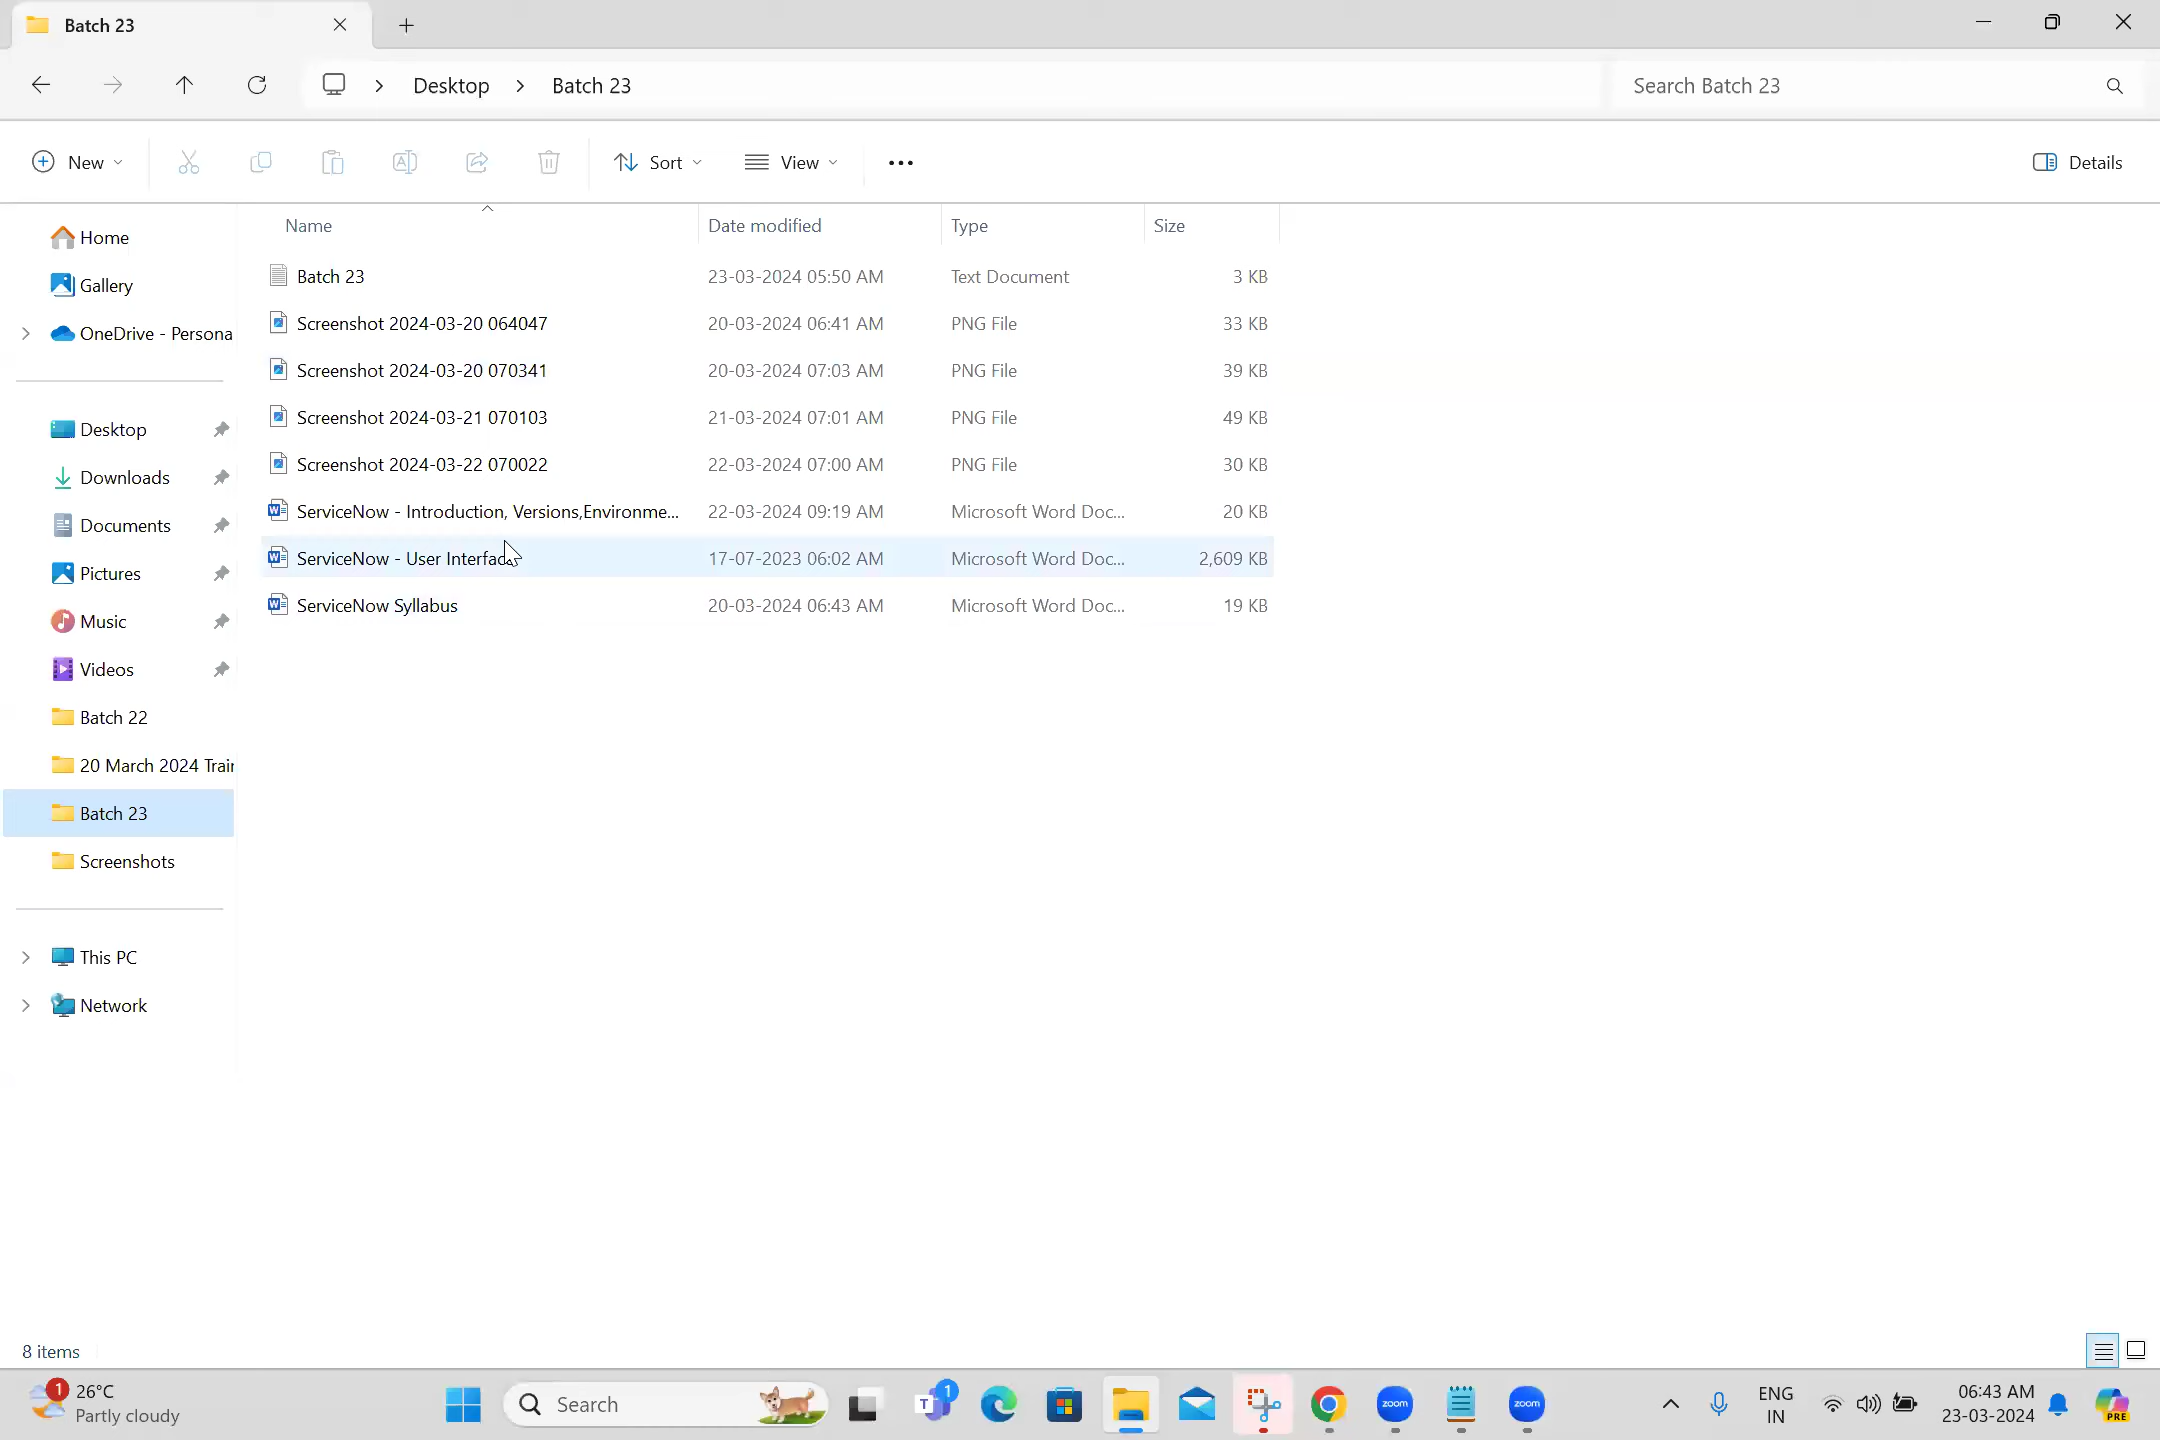 Batch 23
Desktop
Batch 23
Search Batch 23
New
Sort
View
Details
Name
Date modified
Type
Size
Home
Gallery
OneDrive - Persona
Desktop
Downloads
Documents
Pictures
Music
Videos
Batch 22
20 March 2024 Trair
Batch 23
Screenshots
This PC
Network
Batch 23 23-03-2024 05:50 AM Text Document 3 KB
Screenshot 2024-03-20 064047 20-03-2024 06:41 AM PNG File 33 KB
Screenshot 2024-03-20 070341 20-03-2024 07:03 AM PNG File 39 KB
Screenshot 2024-03-21 070103 21-03-2024 07:01 AM PNG File 49 KB
Screenshot 2024-03-22 070022 22-03-2024 07:00 AM PNG File 30 KB
ServiceNow - Introduction, Versions,Environme... 22-03-2024 09:19 AM Microsoft Word Doc... 20 KB
ServiceNow - User Interfac 17-07-2023 06:02 AM Microsoft Word Doc... 2,609 KB
ServiceNow Syllabus 20-03-2024 06:43 AM Microsoft Word Doc... 19 KB
8 items
1
26°C
Partly cloudy
Search
T
1
zoom
zoom
ENG
IN
06:43 AM
23-03-2024
PRE